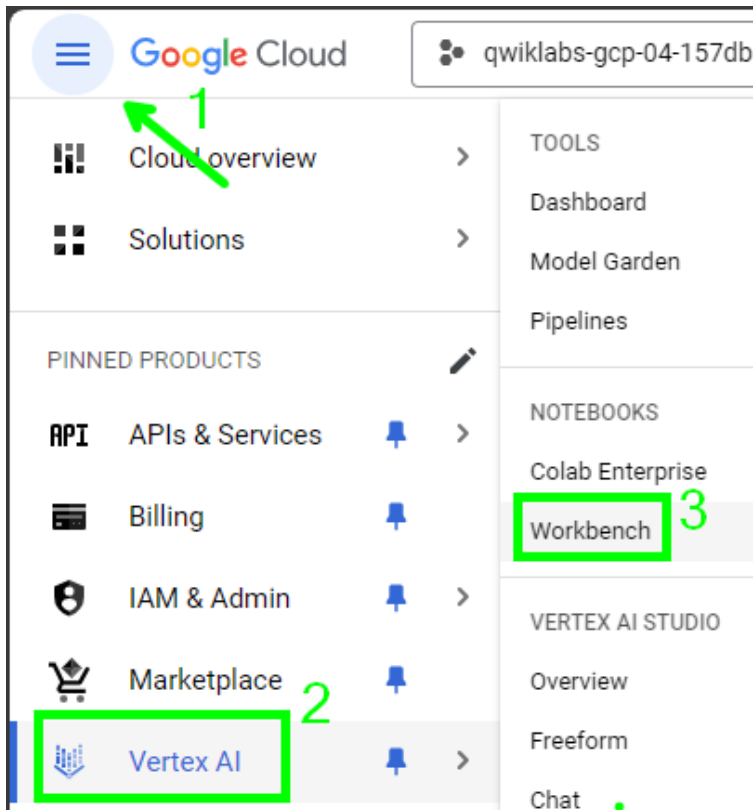 Google Cloud
qwiklabs-gcp-04-157db
1
Cloud overview
Solutions
PINNED PRODUCTS
API APIs & Services
Billing
IAM & Admin
Marketplace
2
Vertex AI
TOOLS
Dashboard
Model Garden
Pipelines
NOTEBOOKS
Colab Enterprise
Workbench
3
VERTEX AI STUDIO
Overview
Freeform
Chat